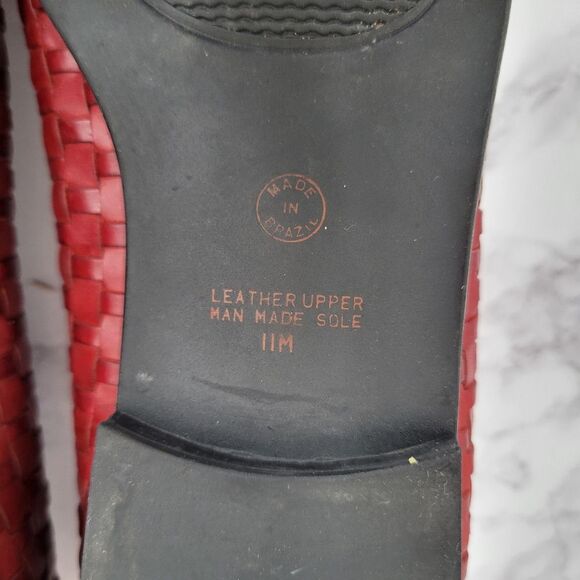 MADE
IN
BRAZIL
LEATHER UPPER
MAN MADE SOLE
11M